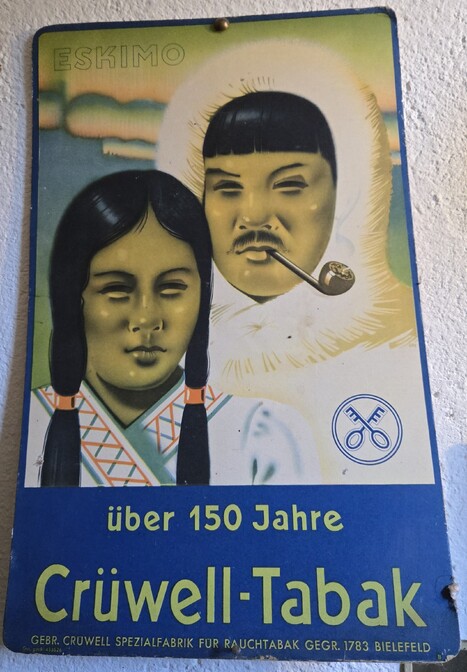 ESKIMO
über 150 Jahre
Crüwell-Tabak
GEBR. CRÜWELL SPEZIALFABRIK FÜR RAUCHTABAK GEGR. 1783 BIELEFELD